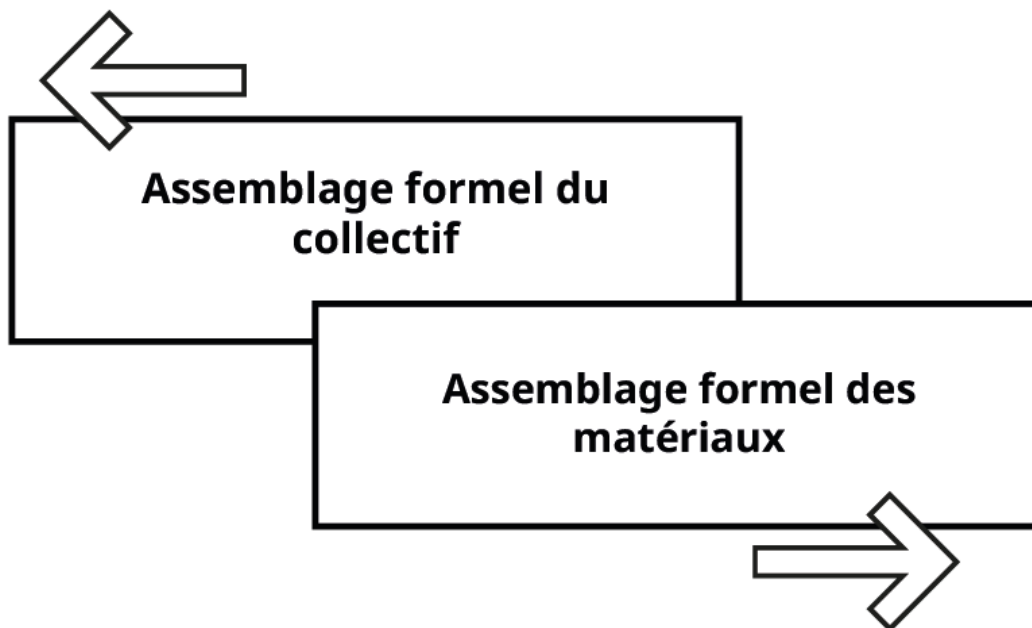 Assemblage formel du
collectif
Assemblage formel des
matériaux